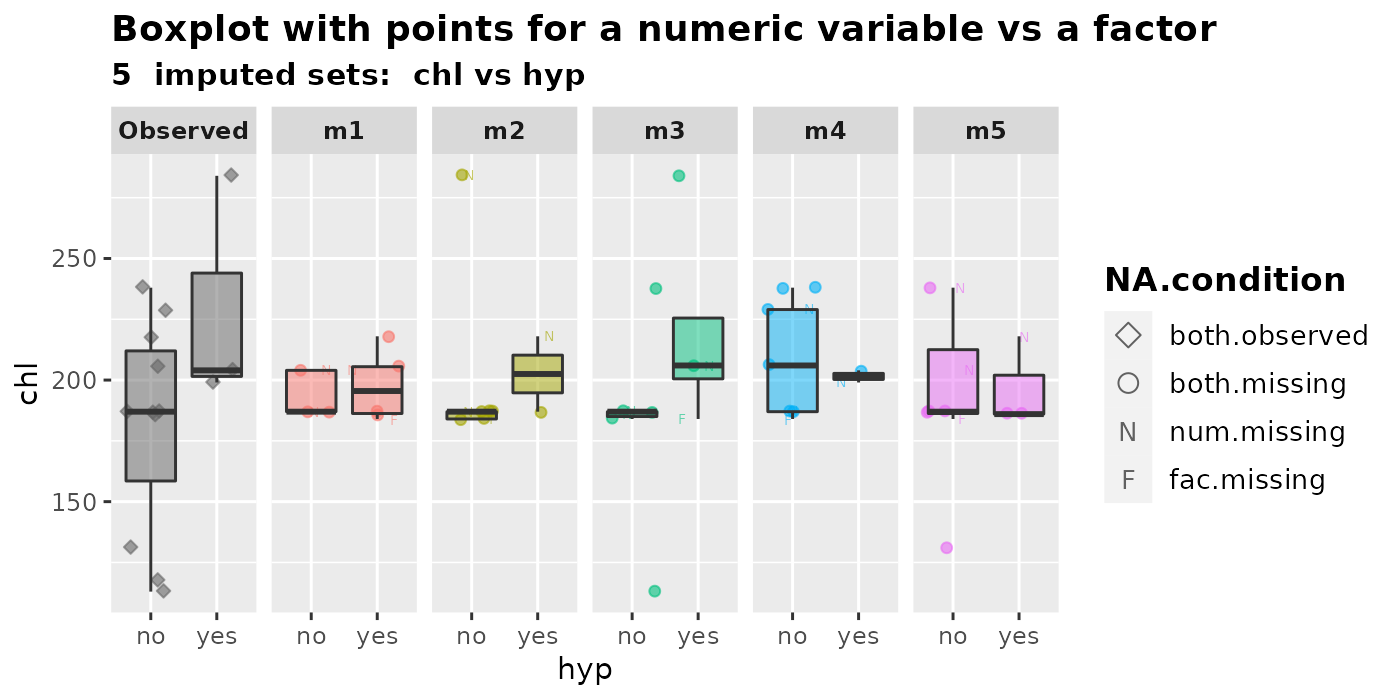 Boxplot with points for a numeric variable vs a factor
5  imputed sets:  chl vs hyp
Observed m1 m2 m3 m4 m5
N
N
250
200
150
chl
N N
N
F
N
N
F
N
N
F
N
N
F
N
N
N
F
no yes no yes no yes no yes no yes no yes
hyp
NA.condition
both.observed
both.missing
N num.missing
F fac.missing